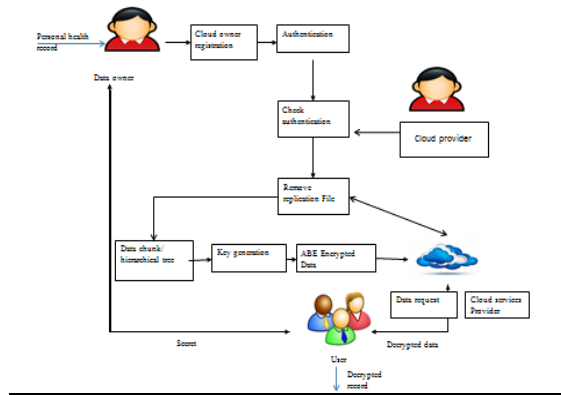 Personal health
record
Cloud owner
registration
Authentication
Data owner
Check
authentication
Cloud provider
Remove
replication File
Data chunk/
hierarchical tree
Key generation
ABE Encrypted
Data
Data request
Cloud services
Provider
Secret
Decrypted data
User
Decrypted
record